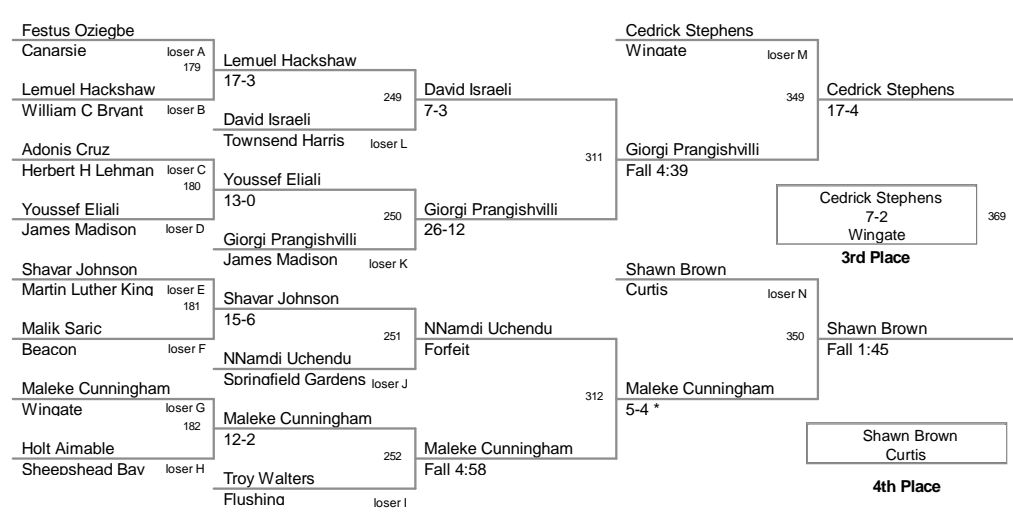 Festus Oziegbe
Canarsie loser A
179
Lemuel Hackshaw
William C Bryant loser B
Adonis Cruz
Herbert H Lehman loser C
180
Youssef Eliali
James Madison loser D
Shavar Johnson
Martin Luther King loser E
181
Malik Saric
Beacon loser F
Maleke Cunningham
Wingate loser G
182
Holt Aimable
Sheepshead Bay loser H
Lemuel Hackshaw
17-3
249
David Israeli
Townsend Harris loser L
Youssef Eliali
13-0
250
Giorgi Prangishvilli
James Madison loser K
Shavar Johnson
15-6
251
NNamdi Uchendu
Springfield Gardens loser J
Maleke Cunningham
12-2
252
Troy Walters
Flushing loser I
David Israeli
7-3
311
Giorgi Prangishvilli
26-12
NNamdi Uchendu
Forfeit
312
Maleke Cunningham
Fall 4:58
Cedrick Stephens
Wingate loser M
349
Giorgi Prangishvilli
Fall 4:39
Shawn Brown
Curtis loser N
350
Maleke Cunningham
5-4 *
Cedrick Stephens
17-4
Cedrick Stephens
7-2
Wingate
369
3rd Place
Shawn Brown
Fall 1:45
Shawn Brown
Curtis
4th Place